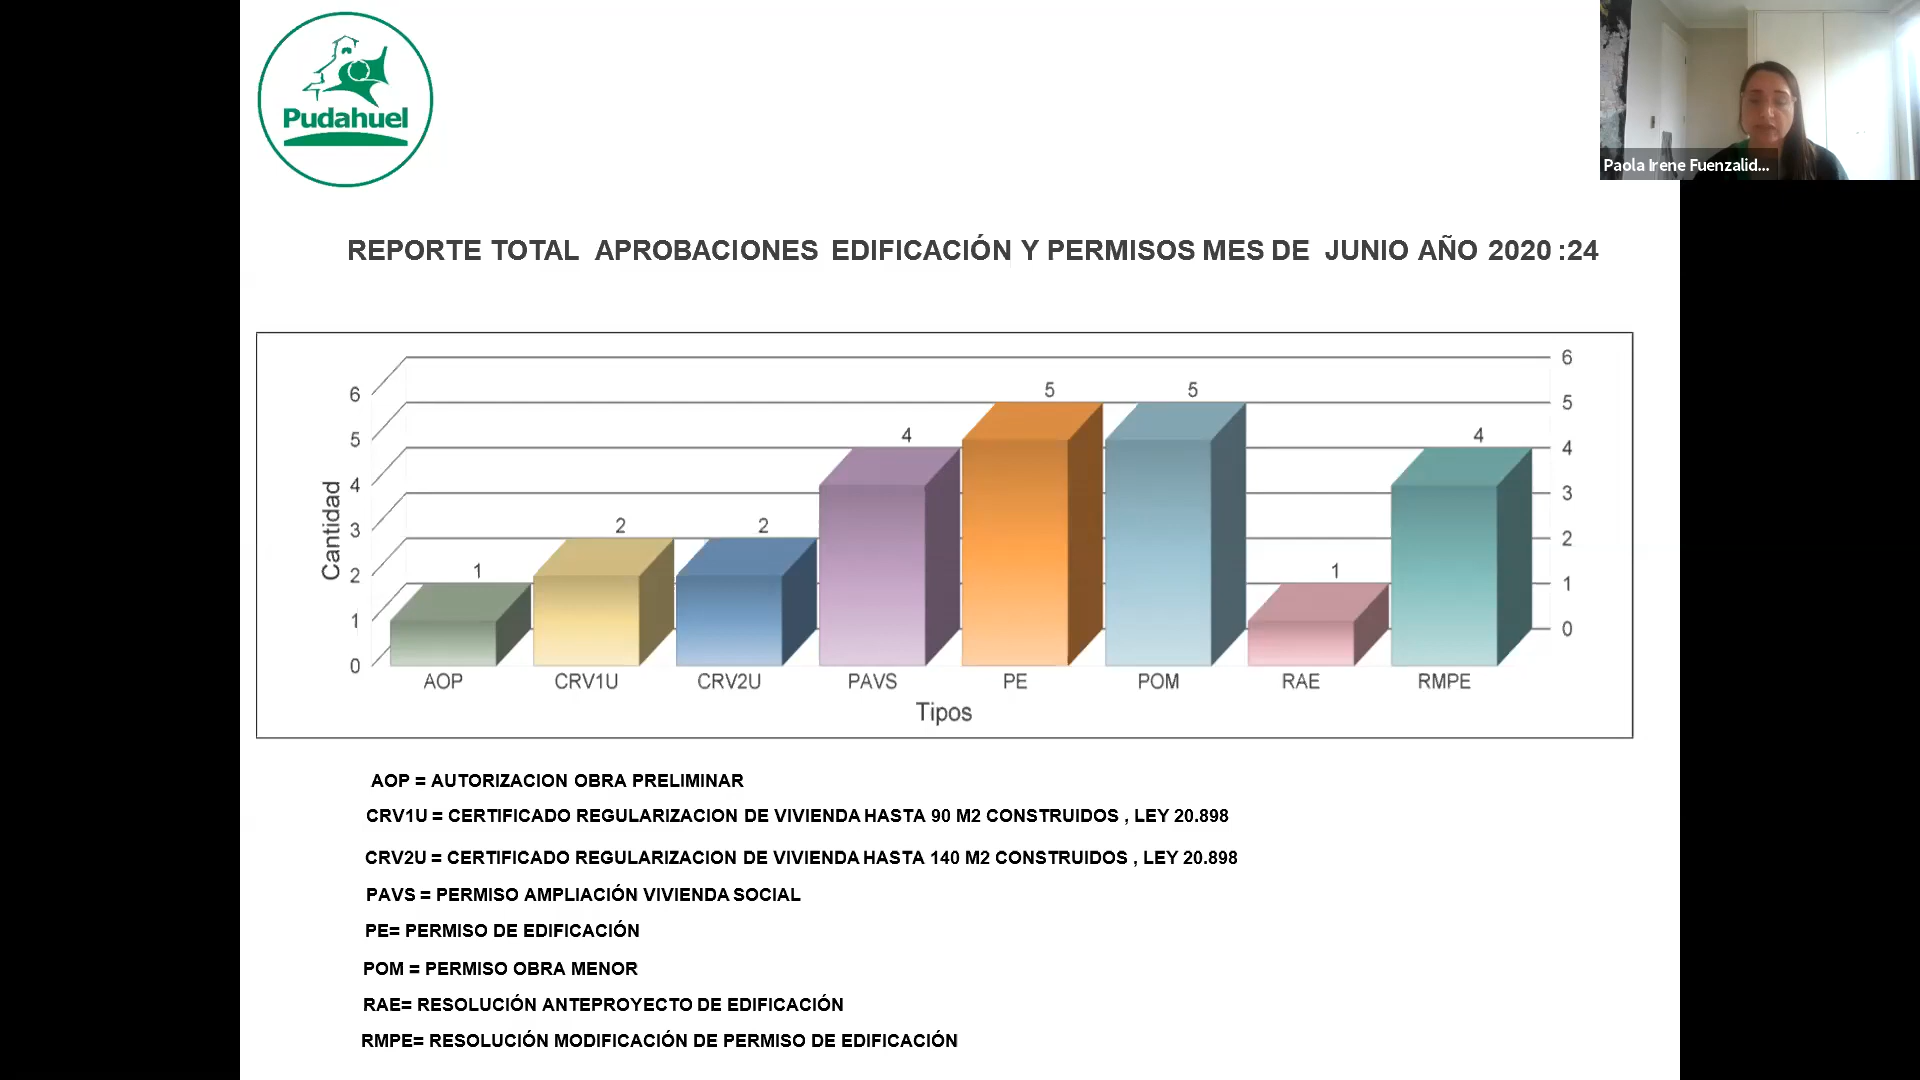 Pudahuel
Paola Irene Fuenzalid...
REPORTE TOTAL APROBACIONES EDIFICACIÓN Y PERMISOS MES DE JUNIO AÑO 2020 :24
Cantidad
6
5
4
3
2
1
0
1
2
2
4
5
5
1
4
6
5
4
3
2
1
0
AOP CRV1U CRV2U PAVS PE POM RAE RMPE
Tipos
AOP = AUTORIZACION OBRA PRELIMINAR
CRV1U = CERTIFICADO REGULARIZACION DE VIVIENDA HASTA 90 M2 CONSTRUIDOS , LEY 20.898
CRV2U = CERTIFICADO REGULARIZACION DE VIVIENDA HASTA 140 M2 CONSTRUIDOS , LEY 20.898
PAVS = PERMISO AMPLIACIÓN VIVIENDA SOCIAL
PE= PERMISO DE EDIFICACIÓN
POM = PERMISO OBRA MENOR
RAE= RESOLUCIÓN ANTEPROYECTO DE EDIFICACIÓN
RMPE= RESOLUCIÓN MODIFICACIÓN DE PERMISO DE EDIFICACIÓN